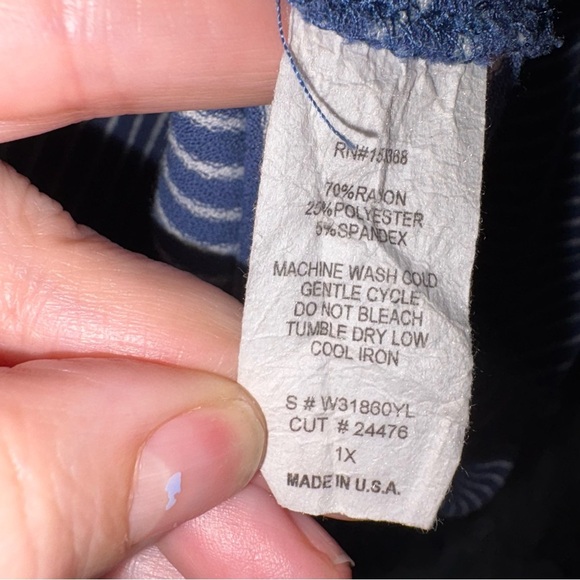 70%RAYON
25%POLYESTER
5%SPANDEX
MACHINE WASH COLD
GENTLE CYCLE
DO NOT BLEACH
TUMBLE DRY LOW
COOL IRON
S # W31860YL
CUT # 24476
1X
MADE IN U.S.A.